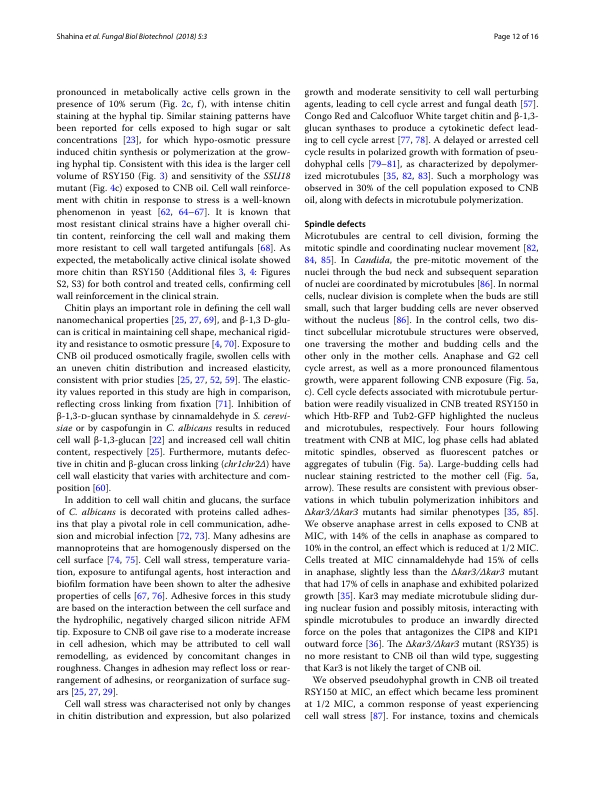 Shahina et al. Fungal Biol Biotechnol (2018) 5:3
Page 12 of 16
pronounced in metabolically active cells grown in the
presence of 10% serum (Fig. 2c, f), with intense chitin
staining at the hyphal tip. Similar staining patterns have
been reported for cells exposed to high sugar or salt
concentrations [23], for which hypo-osmotic pressure
induced chitin synthesis or polymerization at the grow-
ing hyphal tip. Consistent with this idea is the larger cell
volume of RSY150 (Fig. 3) and sensitivity of the SSU18
mutant (Fig. 4c) exposed to CNB oil. Cell wall reinforce-
ment with chitin in response to stress is a well-known
phenomenon in yeast [62, 64–67]. It is known that
most resistant clinical strains have a higher overall chi-
tin content, reinforcing the cell wall and making them
more resistant to cell wall targeted antifungals [68]. As
expected, the metabolically active clinical isolate showed
more chitin than RSY150 (Additional files 3, 4: Figures
S2, S3) for both control and treated cells, confirming cell
wall reinforcement in the clinical strain.
Chitin plays an important role in defining the cell wall
nanomechanical properties [25, 27, 69], and β-1,3 D-glu-
can is critical in maintaining cell shape, mechanical rigid-
ity and resistance to osmotic pressure [4, 70]. Exposure to
CNB oil produced osmotically fragile, swollen cells with
an uneven chitin distribution and increased elasticity,
consistent with prior studies [25, 27, 52, 59]. The elastic-
ity values reported in this study are high in comparison,
reflecting cross linking from fixation [71]. Inhibition of
β-1,3-D-glucan synthase by cinnamaldehyde in S. cerevi-
siae or by caspofungin in C. albicans results in reduced
cell wall β-1,3-glucan [22] and increased cell wall chitin
content, respectively [25]. Furthermore, mutants defec-
tive in chitin and β-glucan cross linking (chr1chr2Δ) have
cell wall elasticity that varies with architecture and com-
position [60].
In addition to cell wall chitin and glucans, the surface
of C. albicans is decorated with proteins called adhes-
ins that play a pivotal role in cell communication, adhe-
sion and microbial infection [72, 73]. Many adhesins are
mannoproteins that are homogenously dispersed on the
cell surface [74, 75]. Cell wall stress, temperature varia-
tion, exposure to antifungal agents, host interaction and
biofilm formation have been shown to alter the adhesive
properties of cells [67, 76]. Adhesive forces in this study
are based on the interaction between the cell surface and
the hydrophilic, negatively charged silicon nitride AFM
tip. Exposure to CNB oil gave rise to a moderate increase
in cell adhesion, which may be attributed to cell wall
remodelling, as evidenced by concomitant changes in
roughness. Changes in adhesion may reflect loss or rear-
rangement of adhesins, or reorganization of surface sug-
ars [25, 27, 29].
Cell wall stress was characterised not only by changes
in chitin distribution and expression, but also polarized
growth and moderate sensitivity to cell wall perturbing
agents, leading to cell cycle arrest and fungal death [57].
Congo Red and Calcofluor White target chitin and β-1,3-
glucan synthases to produce a cytokinetic defect lead-
ing to cell cycle arrest [77, 78]. A delayed or arrested cell
cycle results in polarized growth with formation of pseu-
dohyphal cells [79–81], as characterized by depolymer-
ized microtubules [35, 82, 83]. Such a morphology was
observed in 30% of the cell population exposed to CNB
oil, along with defects in microtubule polymerization.
Spindle defects
Microtubules are central to cell division, forming the
mitotic spindle and coordinating nuclear movement [82,
84, 85]. In Candida, the pre-mitotic movement of the
nuclei through the bud neck and subsequent separation
of nuclei are coordinated by microtubules [86]. In normal
cells, nuclear division is complete when the buds are still
small, such that larger budding cells are never observed
without the nucleus [86]. In the control cells, two dis-
tinct subcellular microtubule structures were observed,
one traversing the mother and budding cells and the
other only in the mother cells. Anaphase and G2 cell
cycle arrest, as well as a more pronounced filamentous
growth, were apparent following CNB exposure (Fig. 5a,
c). Cell cycle defects associated with microtubule pertur-
bation were readily visualized in CNB treated RSY150 in
which Htb-RFP and Tub2-GFP highlighted the nucleus
and microtubules, respectively. Four hours following
treatment with CNB at MIC, log phase cells had ablated
mitotic spindles, observed as fluorescent patches or
aggregates of tubulin (Fig. 5a). Large-budding cells had
nuclear staining restricted to the mother cell (Fig. 5a,
arrow). These results are consistent with previous obser-
vations in which tubulin polymerization inhibitors and
Δkar3/Δkar3 mutants had similar phenotypes [35, 85].
We observe anaphase arrest in cells exposed to CNB at
MIC, with 14% of the cells in anaphase as compared to
10% in the control, an effect which is reduced at 1/2 MIC.
Cells treated at MIC cinnamaldehyde had 15% of cells
in anaphase, slightly less than the Δkar3/Δkar3 mutant
that had 17% of cells in anaphase and exhibited polarized
growth [35]. Kar3 may mediate microtubule sliding dur-
ing nuclear fusion and possibly mitosis, interacting with
spindle microtubules to produce an inwardly directed
force on the poles that antagonizes the CIP8 and KIP1
outward force [36]. The Δkar3/Δkar3 mutant (RSY35) is
no more resistant to CNB oil than wild type, suggesting
that Kar3 is not likely the target of CNB oil.
We observed pseudohyphal growth in CNB oil treated
RSY150 at MIC, an effect which became less prominent
at 1/2 MIC, a common response of yeast experiencing
cell wall stress [87]. For instance, toxins and chemicals